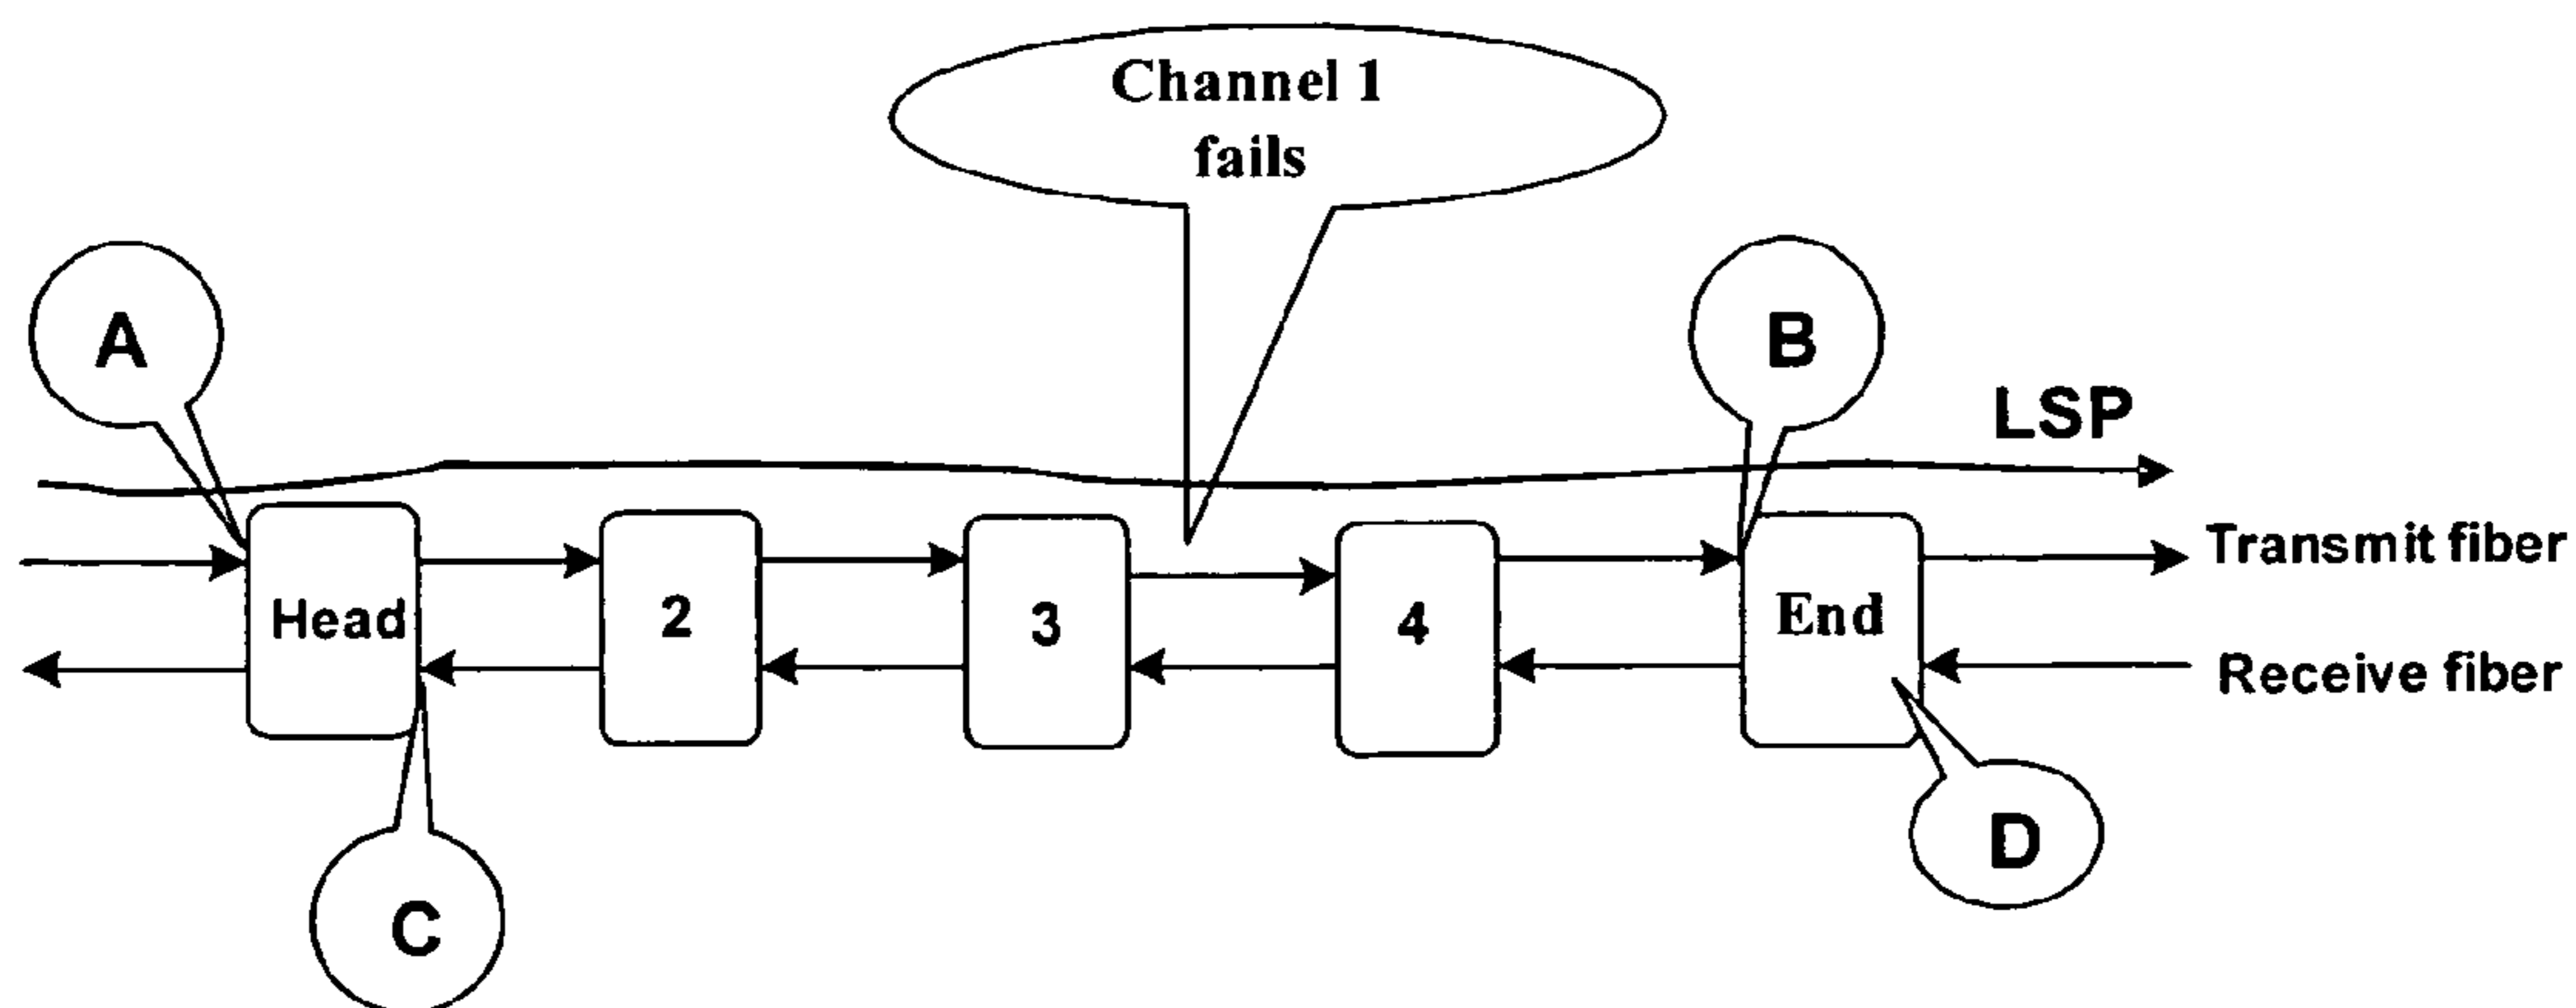 Channel 1
fails
A
B
LSP
Transmit fiber
Head
2
3
4
End
Receive fiber
C
D